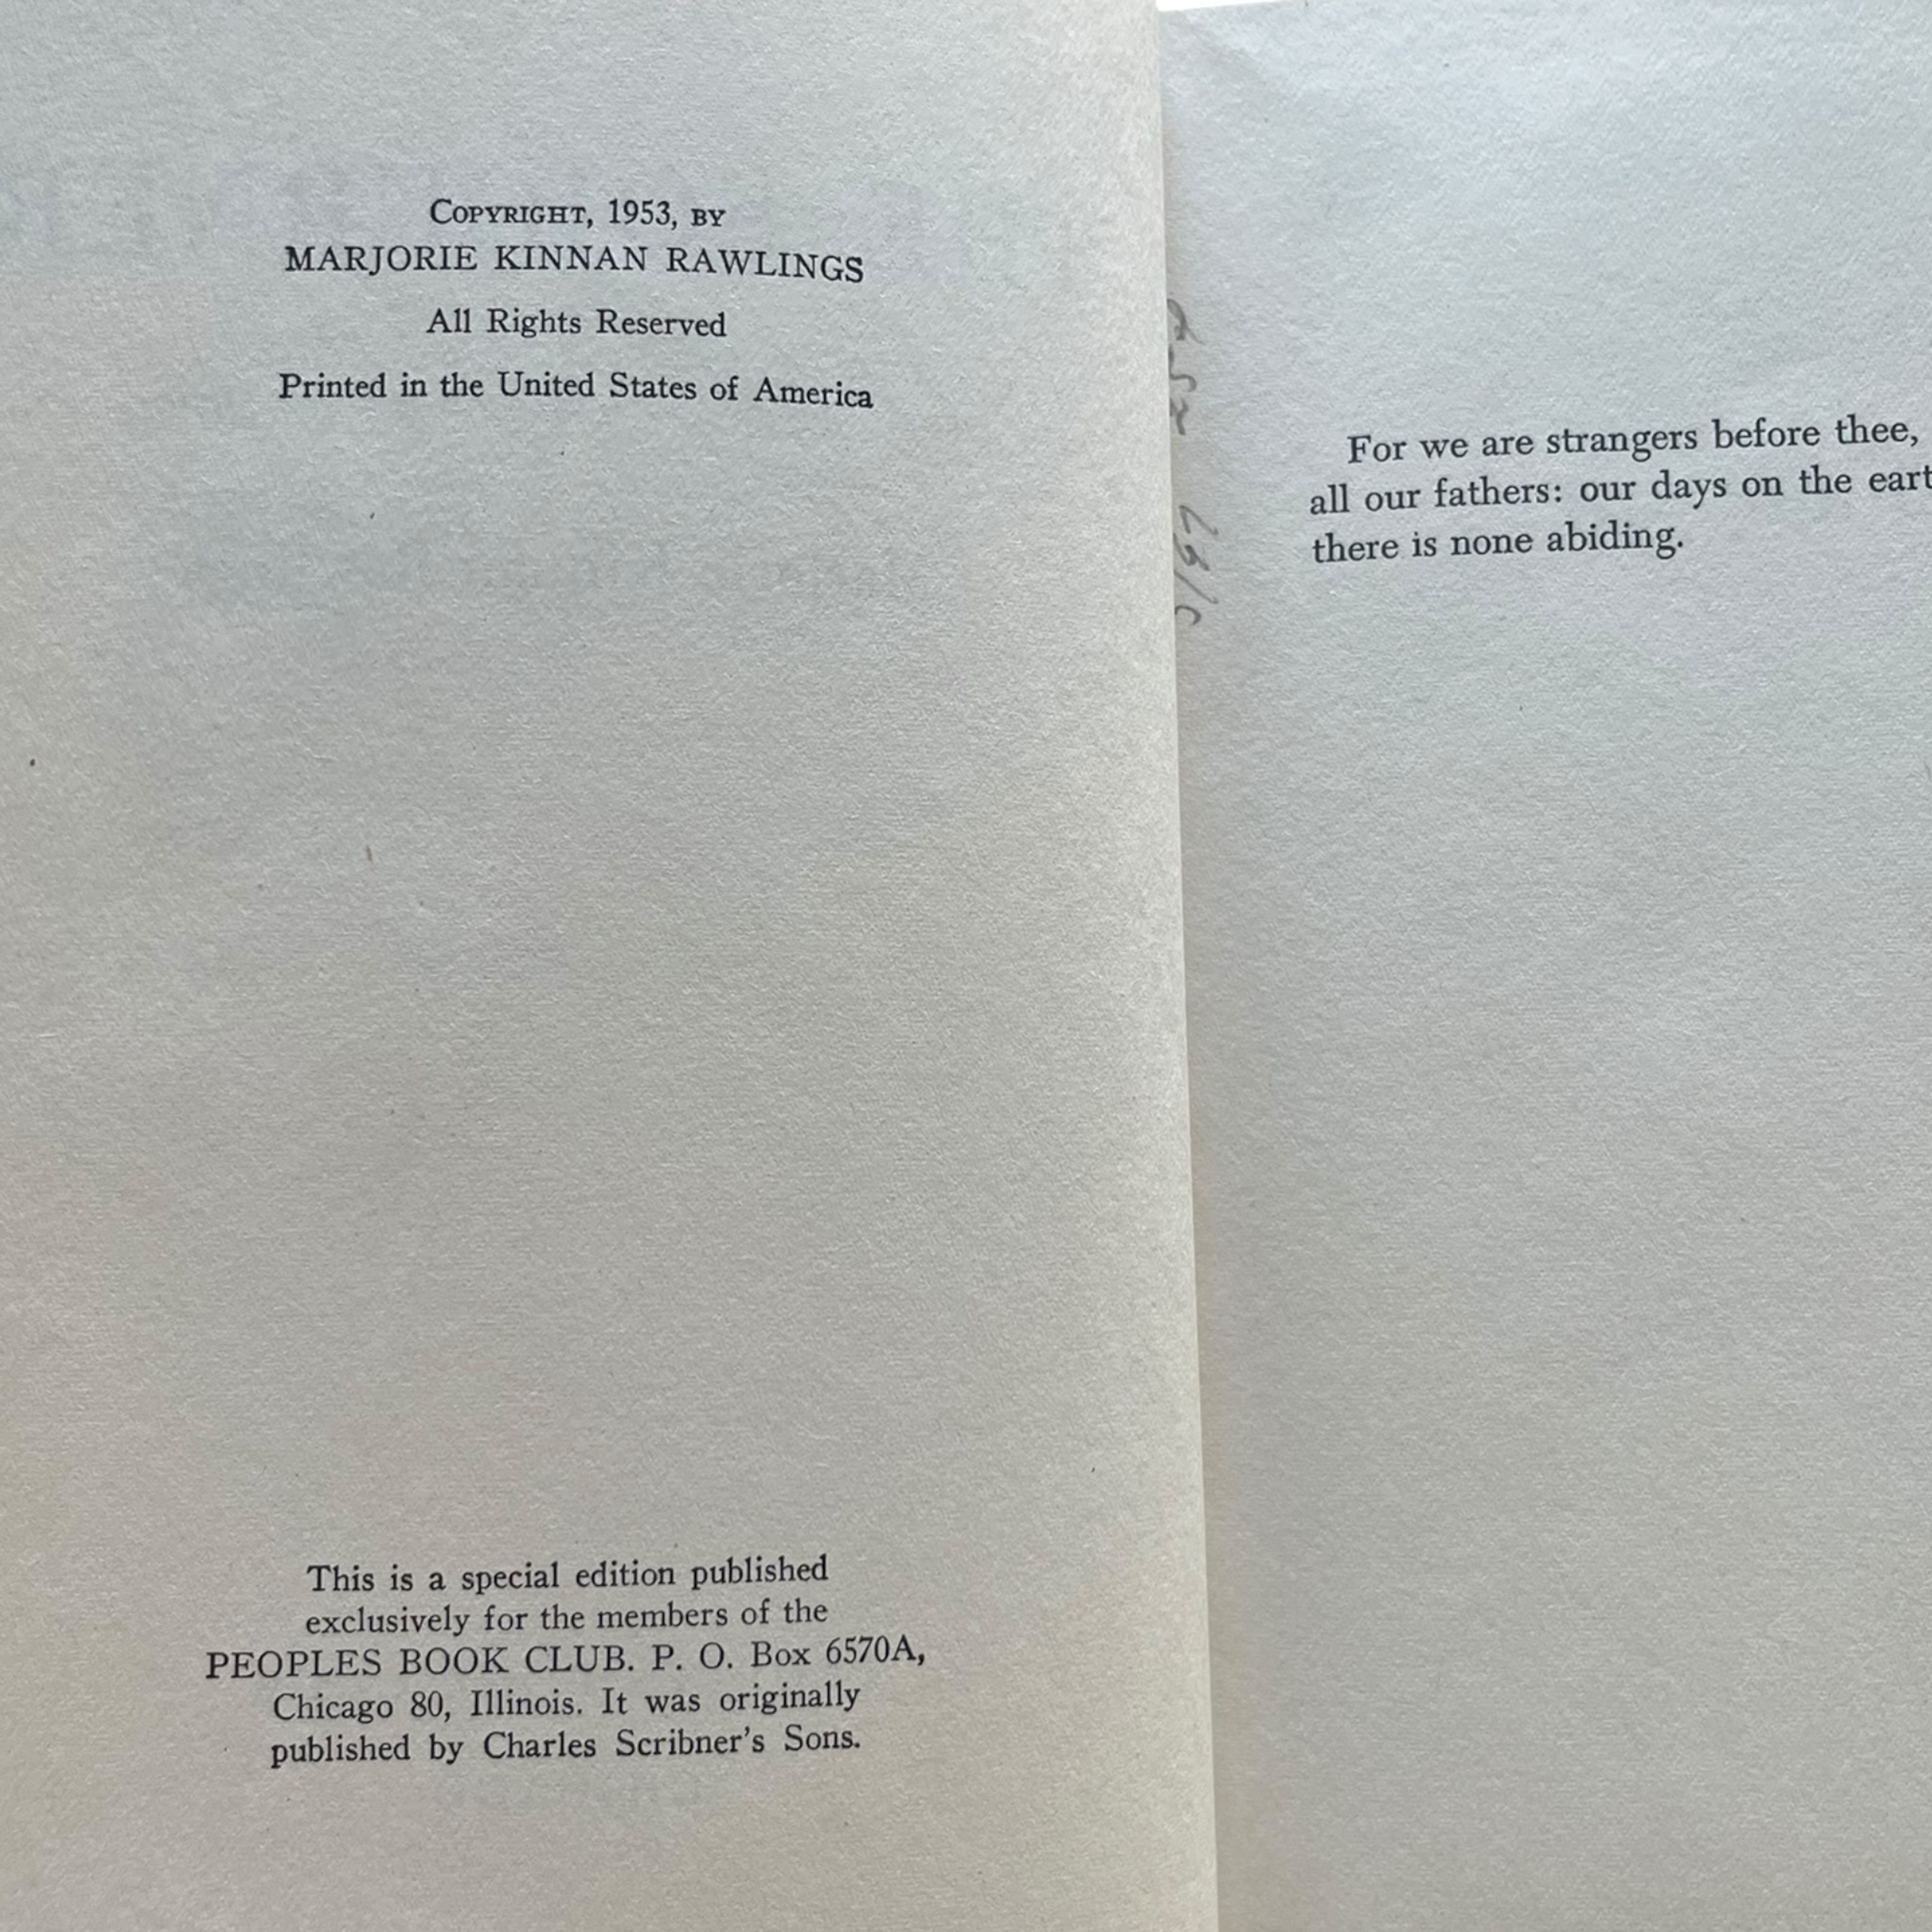 COPYRIGHT, 1953, BY
MARJORIE KINNAN RAWLINGS
All Rights Reserved
Printed in the United States of America
This is a special edition published
exclusively for the members of the
PEOPLES BOOK CLUB. P. O. Box 6570A,
Chicago 80, Illinois. It was originally
published by Charles Scribner's Sons.
For we are strangers before thee,
all our fathers: our days on the
there is none abiding.